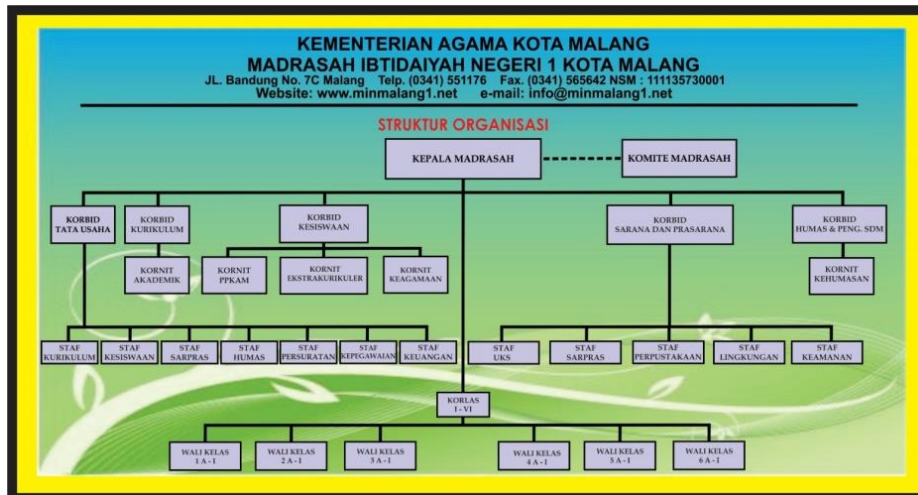 KEMENTERIAN AGAMA KOTA MALANG
MADRASAH IBTIDAIYAH NEGERI 1 KOTA MALANG
JL. Bandung No. 7C Malang Telp. (0341) 551176 Fax. (0341) 565642 NSM : 111135730001
Website: www.minmalang1.net e-mail: info@minmalang1.net
STRUKTUR ORGANISASI
KEPALA MADRASAH
KOMITE MADRASAH
KORBID
TATA USAHA
KORBID
KURIKULUM
KORBID
KESISWAAN
KORBID
SARANA DAN PRASARANA
KORBID
HUMAS & PENG. SDM
KORNIT
AKADEMIK
KORNIT
PPKAM
KORNIT
EKSTRAKURIKULER
KORNIT
KEAGAMAAN
KORNIT
KEHUMASAN
STAF
KURIKULUM
STAF
KESISWAAN
STAF
SARPRAS
STAF
HUMAS
STAF
PERSURATAN
STAF
KEPEGAWAIAN
STAF
KEUANGAN
STAF
UKS
STAF
SARPRAS
STAF
PERPUSTAKAAN
STAF
LINGKUNGAN
STAF
KEAMANAN
KORLAS
I - VI
WALI KELAS
1 A - I
WALI KELAS
2 A - I
WALI KELAS
3 A - I
WALI KELAS
4 A - I
WALI KELAS
5 A - I
WALI KELAS
6 A - I